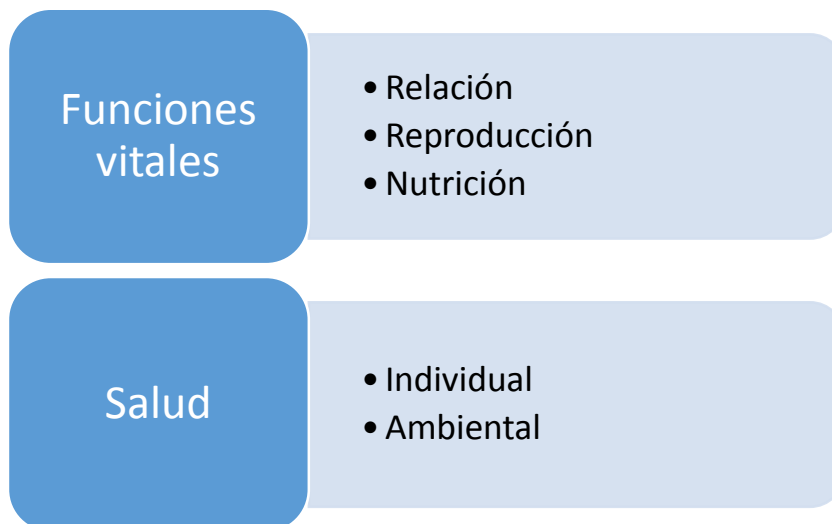 Funciones
vitales
• Relación
• Reproducción
• Nutrición
Salud
• Individual
• Ambiental